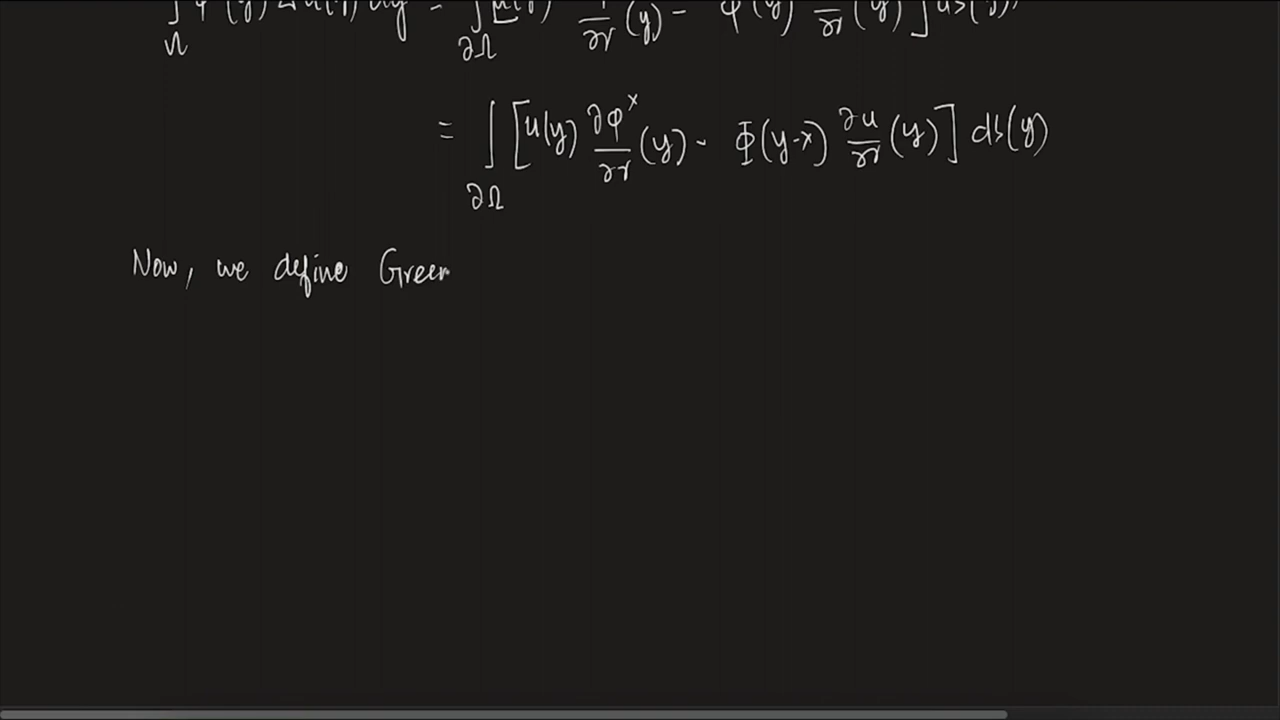 = ∫_{∂Ω} [u(y) ∂φ^x/∂γ (y) - Φ(y-x) ∂u/∂γ (y)] ds(y)
Now, we define Green